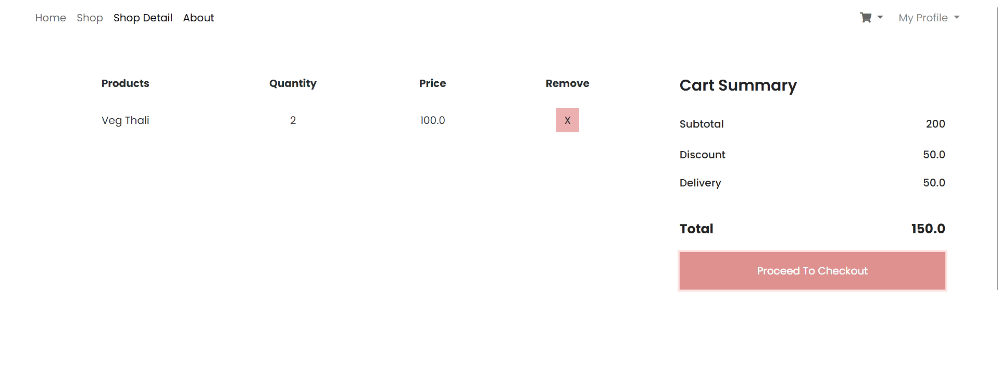 Home Shop Shop Detail About My Profile
Products Quantity Price Remove
Veg Thali 2 100.0 X
Cart Summary
Subtotal 200
Discount 50.0
Delivery 50.0
Total 150.0
Proceed To Checkout